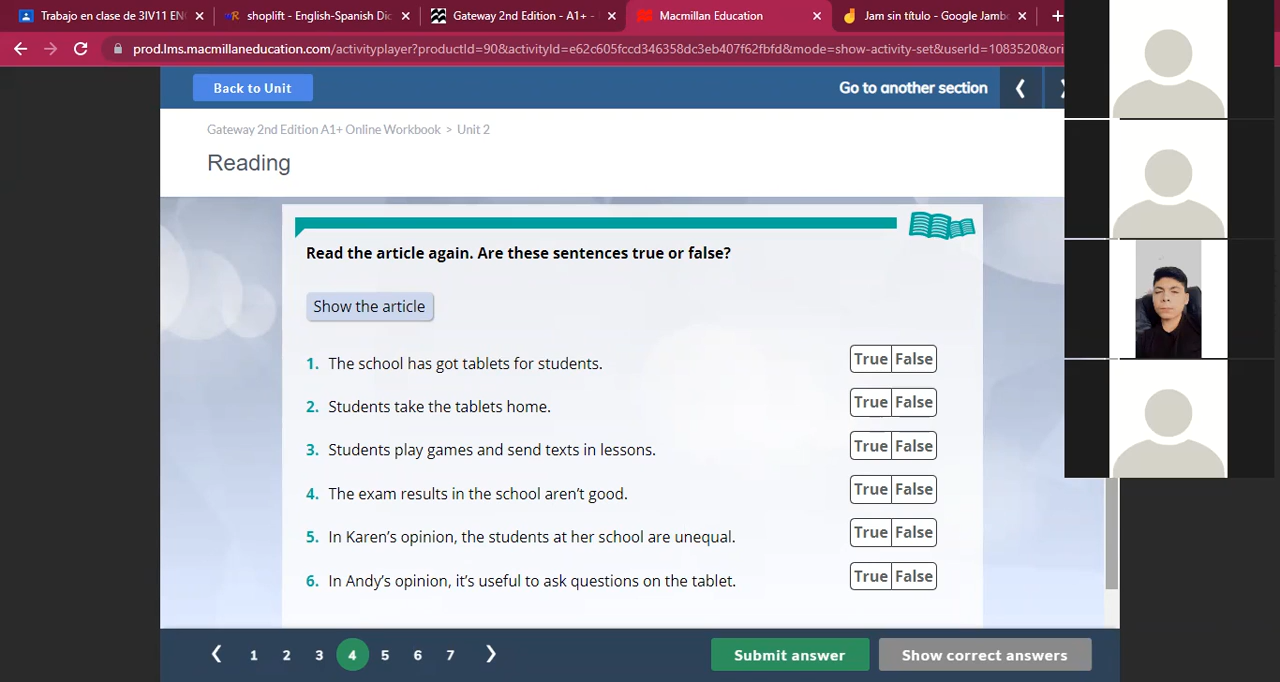 Trabajo en clase de 3IV11 EN
shoplift - English-Spanish Dic
Gateway 2nd Edition - A1+ -
Macmillan Education
Jam sin título - Google Jamb
prod.lms.macmillaneducation.com/activityplayer?productId=90&activityId=e62c605fccd346358dc3eb407f62fbfd&mode=show-activity-set&userId=1083520&ori
Back to Unit
Go to another section
Gateway 2nd Edition A1+ Online Workbook > Unit 2
Reading
Read the article again. Are these sentences true or false?
Show the article
1. The school has got tablets for students. True False
2. Students take the tablets home. True False
3. Students play games and send texts in lessons. True False
4. The exam results in the school aren't good. True False
5. In Karen's opinion, the students at her school are unequal. True False
6. In Andy's opinion, it's useful to ask questions on the tablet. True False
1 2 3 4 5 6 7 Submit answer Show correct answers